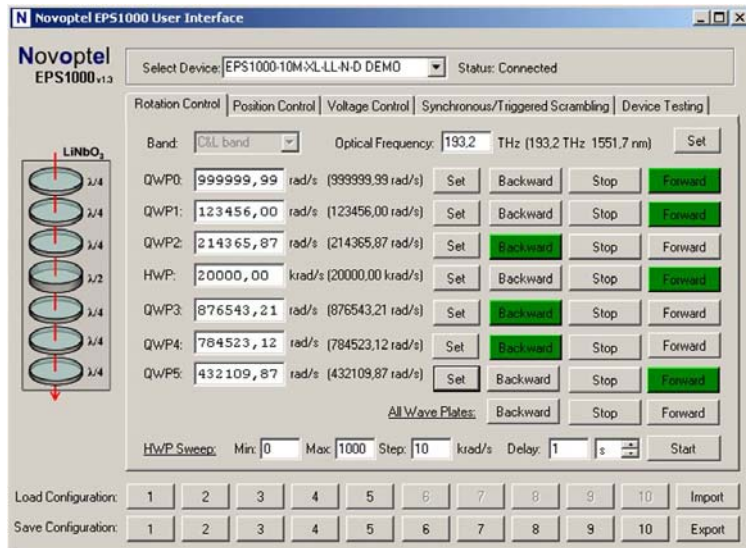 N Novoptel EPS1000 User Interface
Novoptel
EPS1000 v1.3
Select Device: EPS1000-10M-XL-LL-N-D DEMO Status: Connected
Rotation Control Position Control Voltage Control Synchronous/Triggered Scrambling Device Testing
Band: C&L band Optical Frequency: 193,2 THz (193,2 THz 1551,7 nm) Set
LiNbO3
QWP0: 999999,99 rad/s (999999,99 rad/s) Set Backward Stop Forward
λ/4
QWP1: 123456,00 rad/s (123456,00 rad/s) Set Backward Stop Forward
λ/4
QWP2: 214365,87 rad/s (214365,87 rad/s) Set Backward Stop Forward
λ/4
HWP: 20000,00 krad/s (20000,00 krad/s) Set Backward Stop Forward
λ/2
QWP3: 876543,21 rad/s (876543,21 rad/s) Set Backward Stop Forward
λ/4
QWP4: 784523,12 rad/s (784523,12 rad/s) Set Backward Stop Forward
λ/4
QWP5: 432109,87 rad/s (432109,87 rad/s) Set Backward Stop Forward
λ/4
All Wave Plates: Backward Stop Forward
HWP Sweep: Min: 0 Max: 1000 Step: 10 krad/s Delay: 1 s Start
Load Configuration: 1 2 3 4 5 6 7 8 9 10 Import
Save Configuration: 1 2 3 4 5 6 7 8 9 10 Export